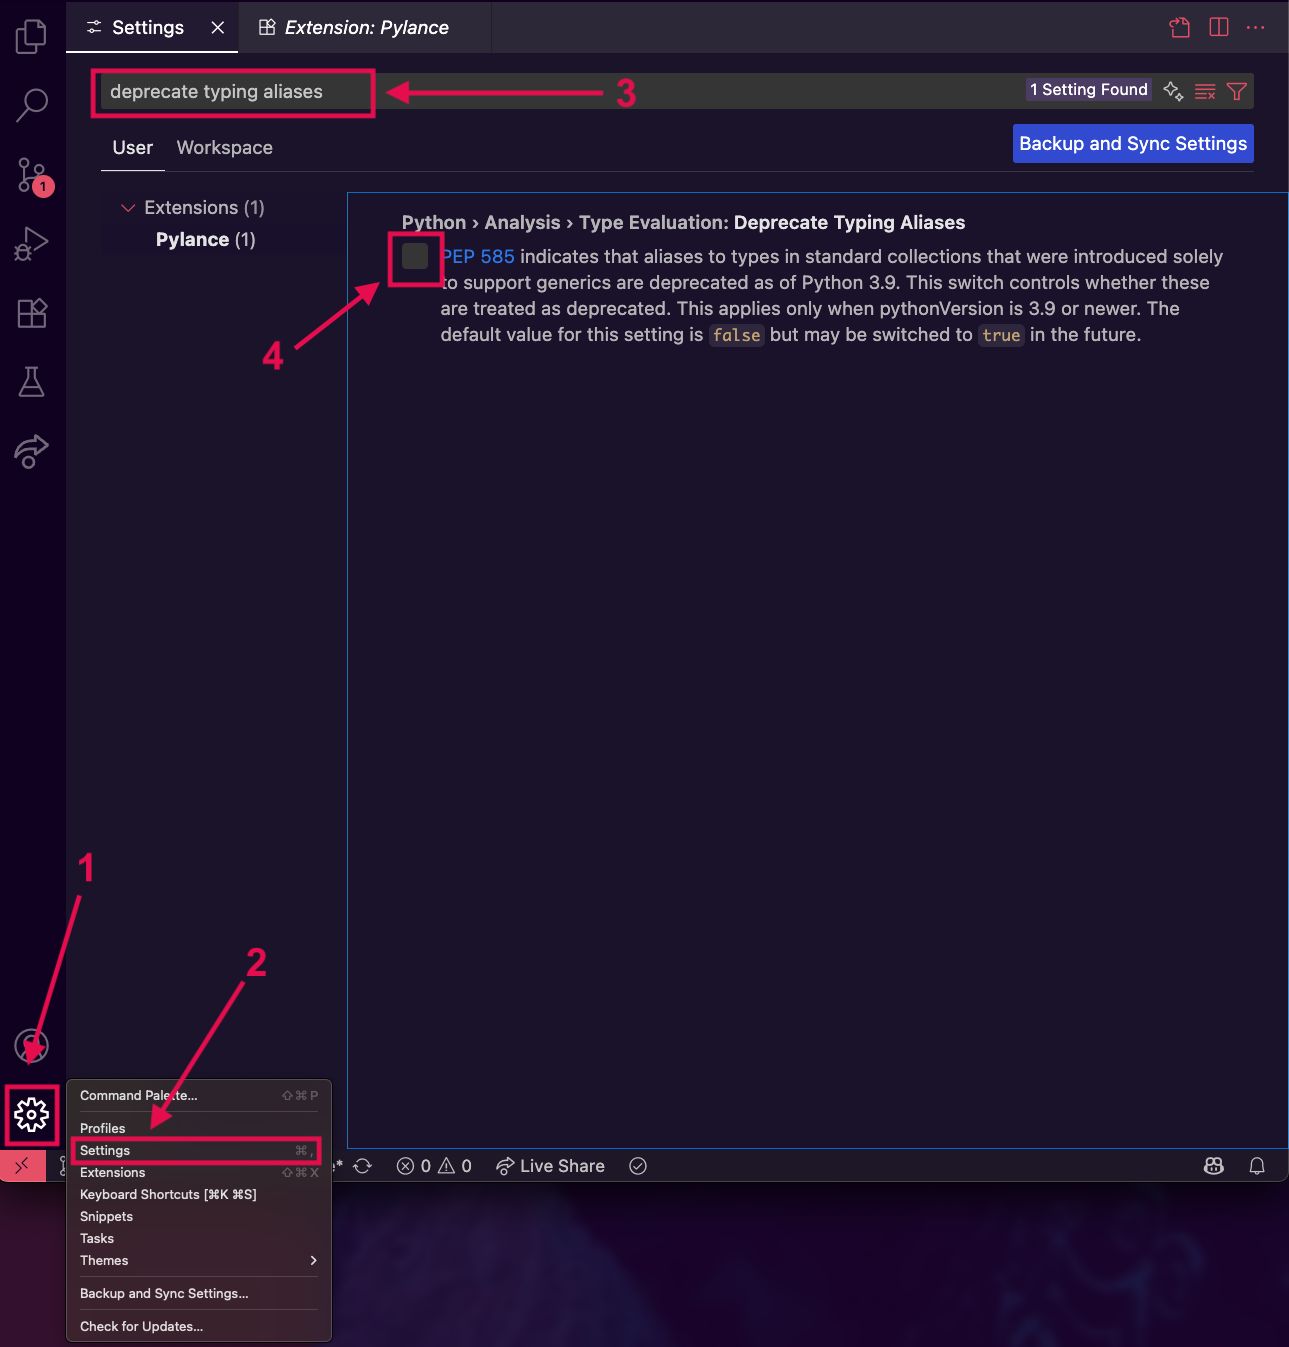 Settings
Extension: Pylance
deprecate typing aliases
3
1 Setting Found
User
Workspace
Backup and Sync Settings
1
Extensions (1)
Pylance (1)
Python › Analysis › Type Evaluation: Deprecate Typing Aliases
PEP 585 indicates that aliases to types in standard collections that were introduced solely
to support generics are deprecated as of Python 3.9. This switch controls whether these
are treated as deprecated. This applies only when pythonVersion is 3.9 or newer. The
default value for this setting is false but may be switched to true in the future.
4
1
2
Command Palette... ⇧⌘P
Profiles
Settings ⌘,
Extensions ⇧⌘X
Keyboard Shortcuts [⌘K ⌘S]
Snippets
Tasks
Themes
Backup and Sync Settings...
Check for Updates...
0 0 Live Share